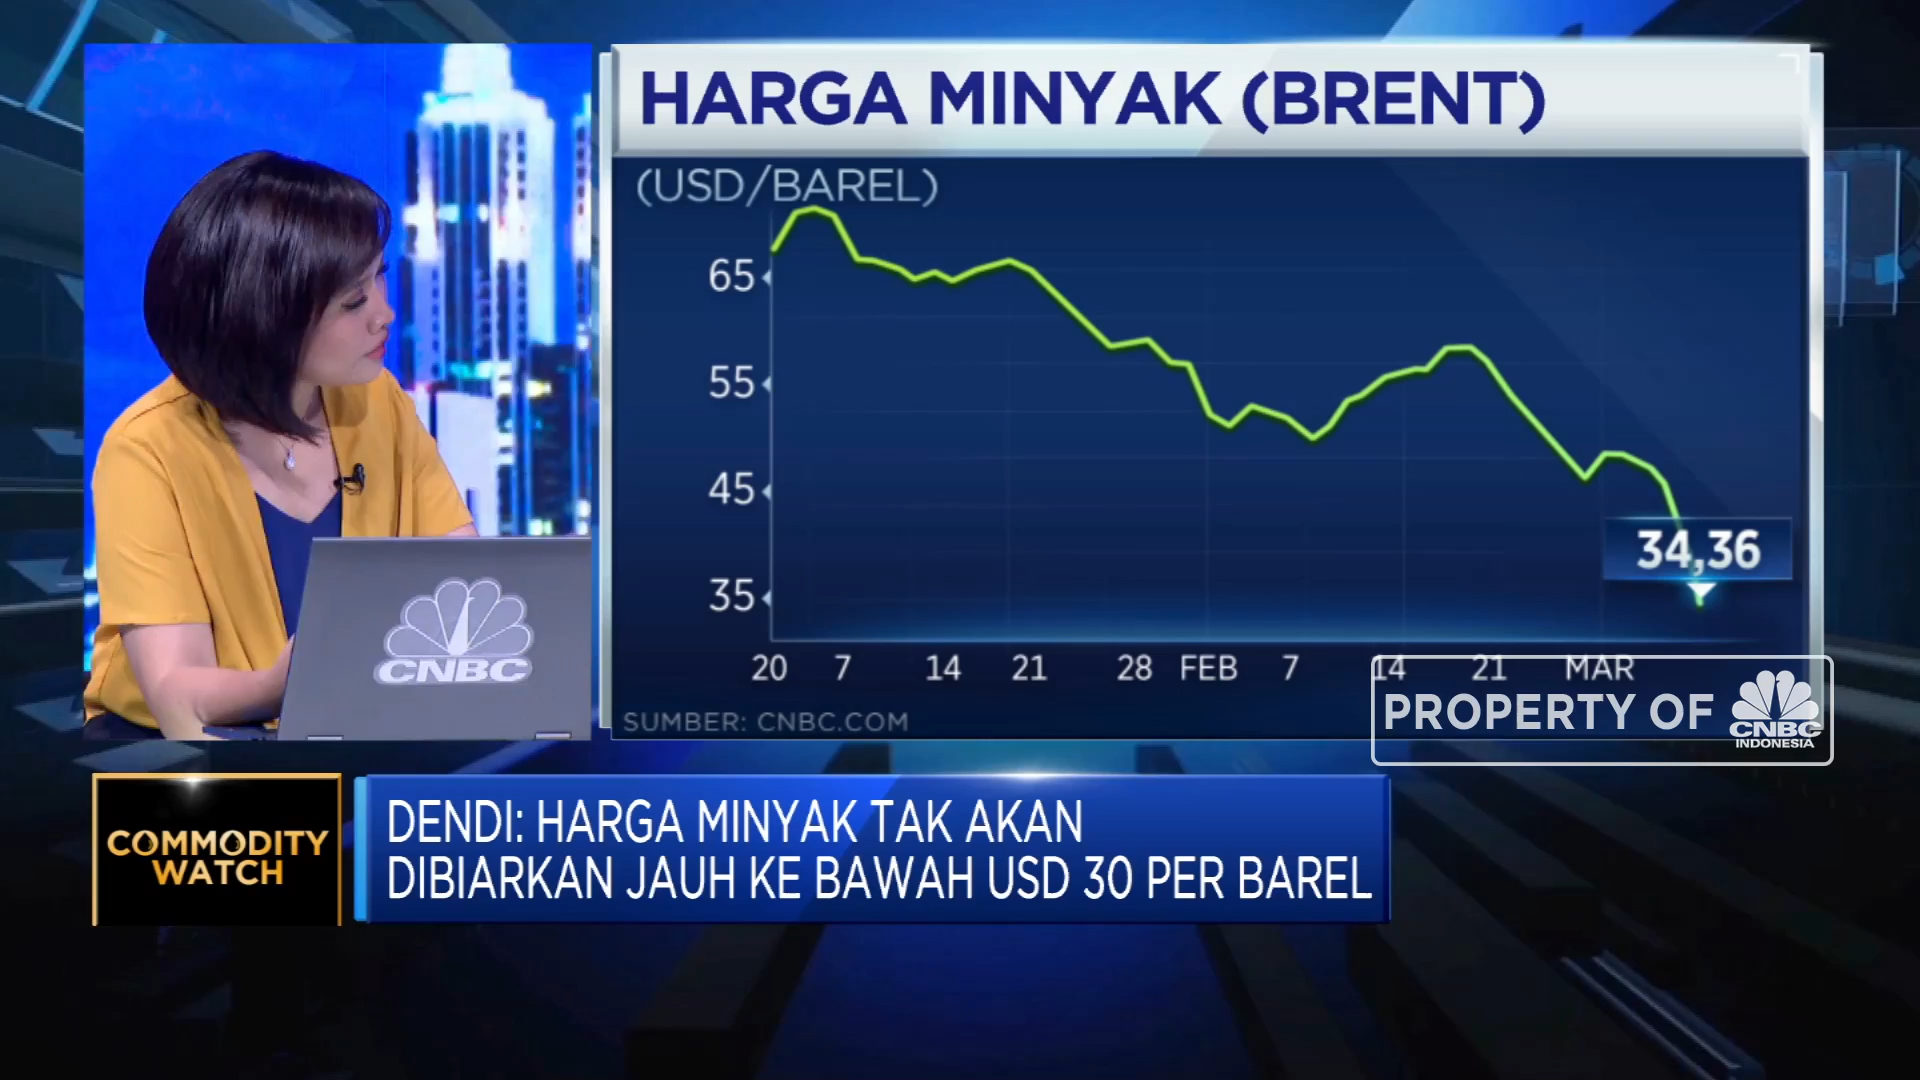 HARGA MINYAK (BRENT)
(USD/BAREL)
65
55
45
35
34,36
20 7 14 21 28 FEB 7 14 21 MAR
SUMBER: CNBC.COM
CNBC
PROPERTY OF CNBC INDONESIA
COMMODITY
WATCH
DENDI: HARGA MINYAK TAK AKAN
DIBIARKAN JAUH KE BAWAH USD 30 PER BAREL